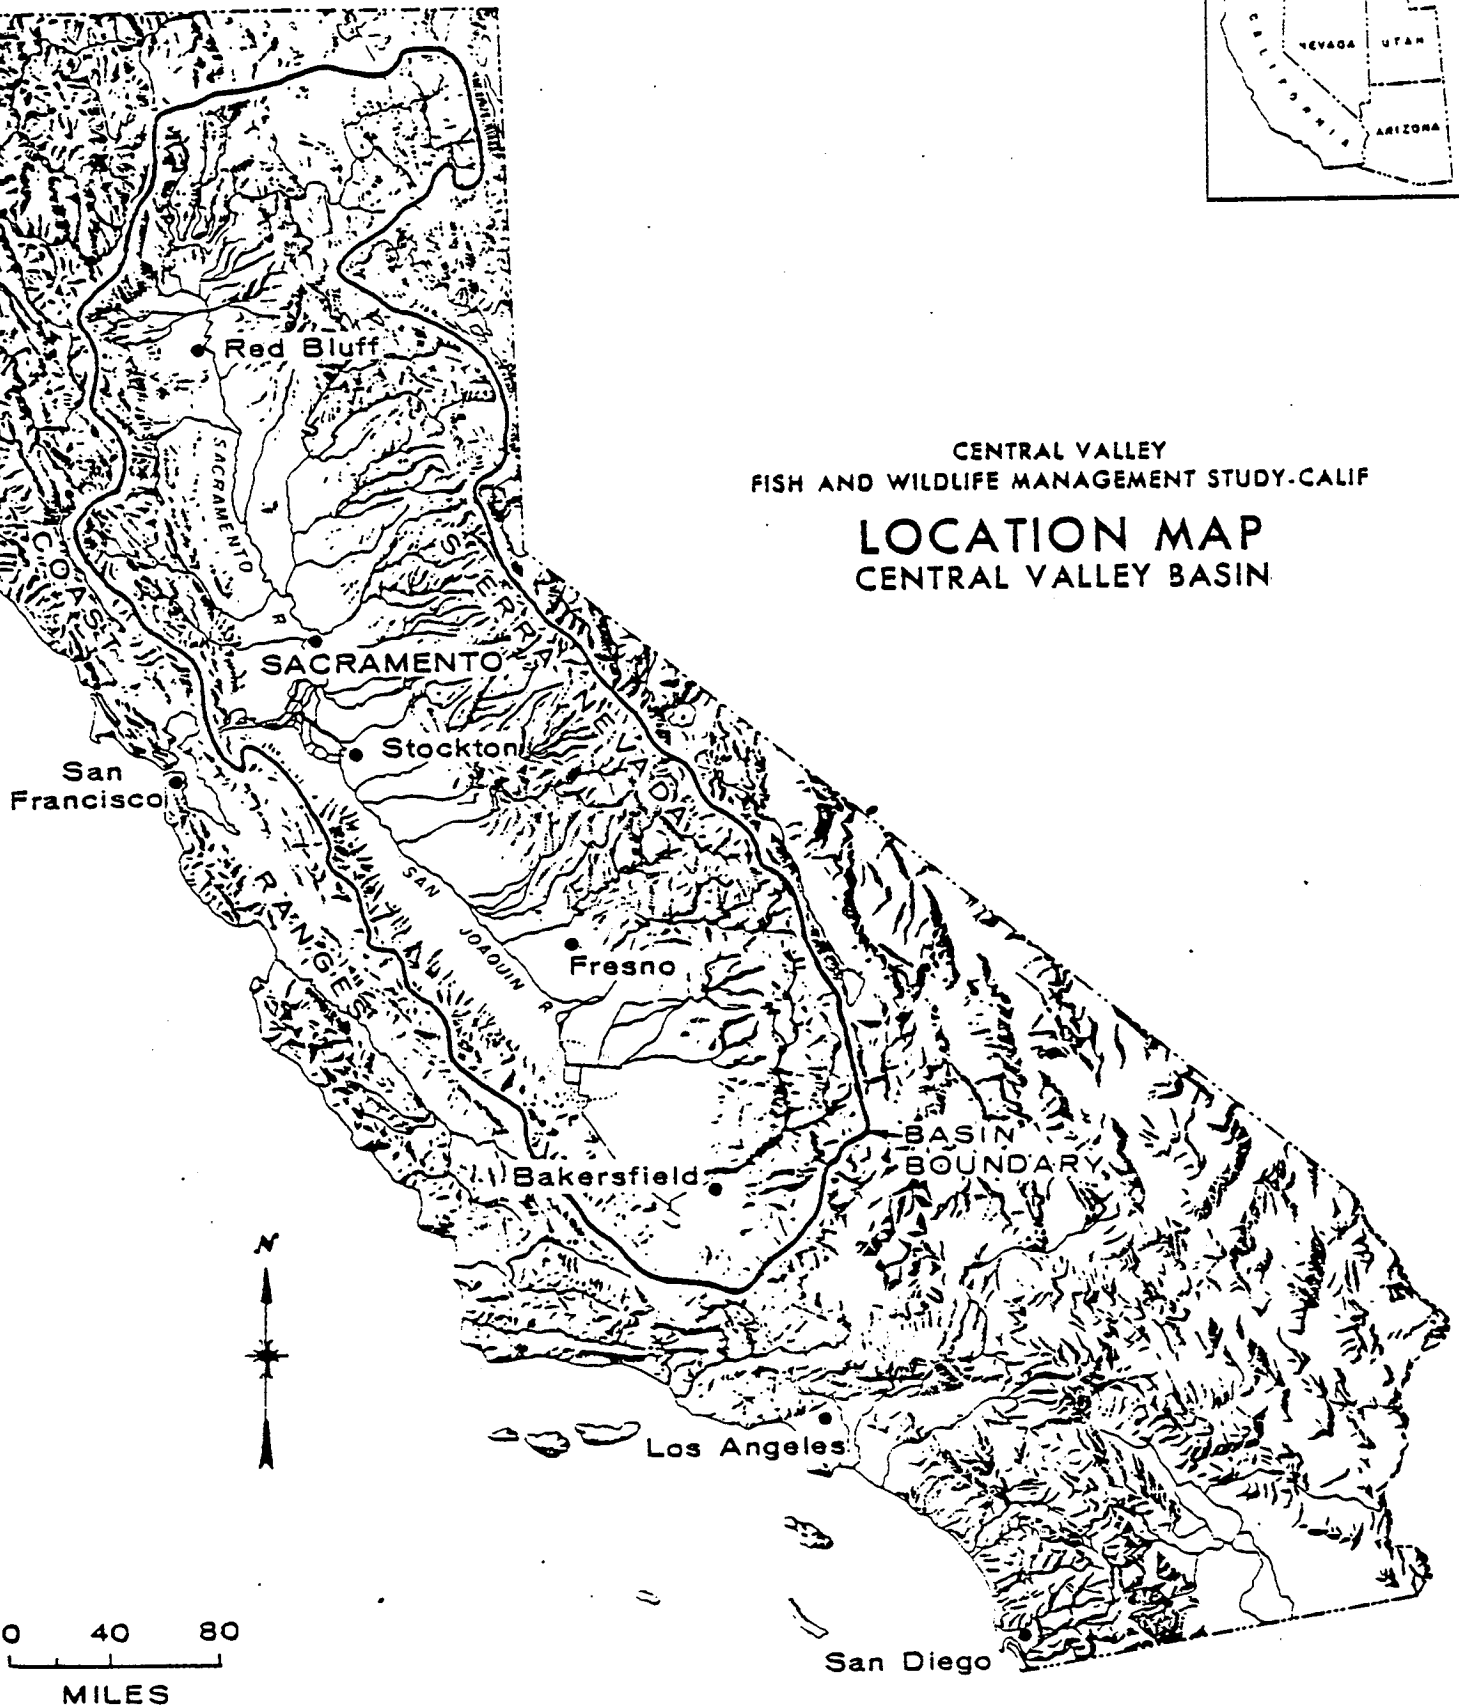 CALIFORNIA
NEVADA
UTAH
ARIZONA
CENTRAL VALLEY
FISH AND WILDLIFE MANAGEMENT STUDY-CALIF
LOCATION MAP
CENTRAL VALLEY BASIN
Red Bluff
SACRAMENTO
R
COAST
RANGES
SIERRA NEVADA
SACRAMENTO
Stockton
San
Francisco
SAN
JOAQUIN
R
Fresno
BASIN
BOUNDARY
Bakersfield
N
Los Angeles
San Diego
0 40 80
MILES